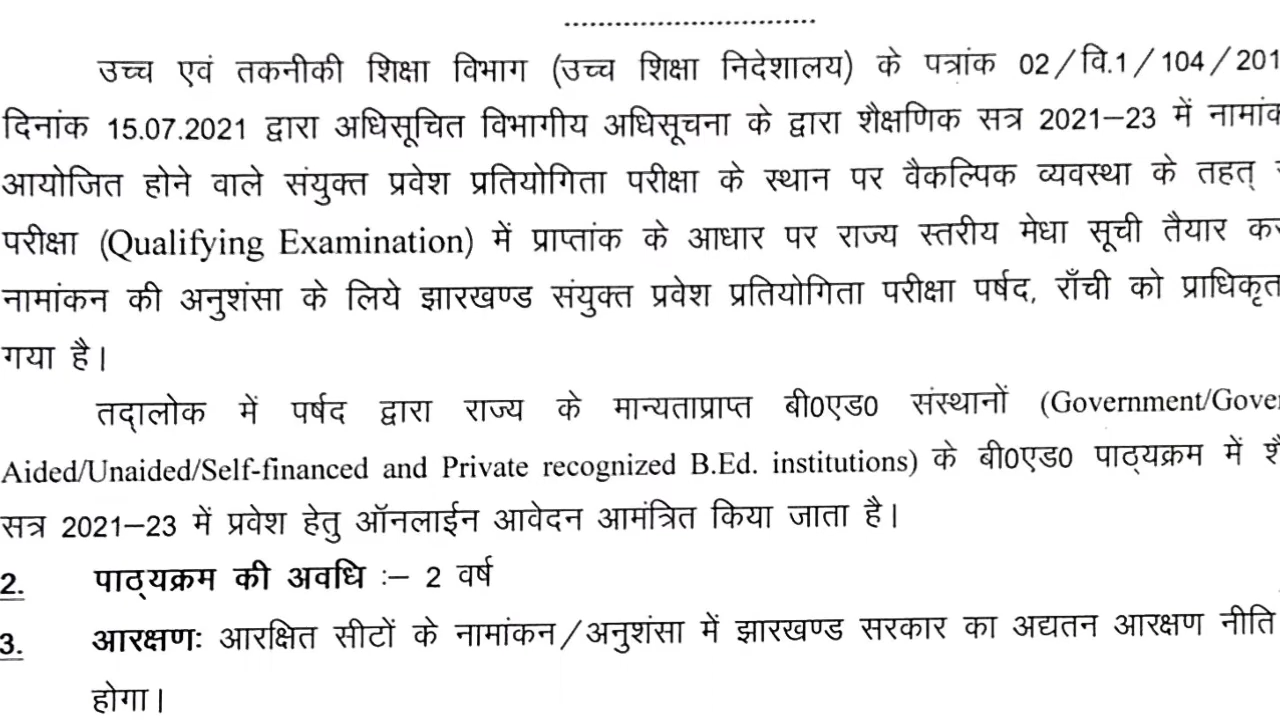 उच्च एवं तकनीकी शिक्षा विभाग (उच्च शिक्षा निदेशालय) के पत्रांक 02/वि.1/104/201
दिनांक 15.07.2021 द्वारा अधिसूचित विभागीय अधिसूचना के द्वारा शैक्षणिक सत्र 2021–23 में नामांक
आयोजित होने वाले संयुक्त प्रवेश प्रतियोगिता परीक्षा के स्थान पर वैकल्पिक व्यवस्था के तहत्
परीक्षा (Qualifying Examination) में प्राप्तांक के आधार पर राज्य स्तरीय मेधा सूची तैयार कर
नामांकन की अनुशंसा के लिये झारखण्ड संयुक्त प्रवेश प्रतियोगिता परीक्षा पर्षद, राँची को प्राधिकृत
गया है।
तद्आलोक में पर्षद द्वारा राज्य के मान्यताप्राप्त बी0एड0 संस्थानों (Government/Gover
Aided/Unaided/Self-financed and Private recognized B.Ed. institutions) के बी0एड0 पाठ्यक्रम में शै
सत्र 2021–23 में प्रवेश हेतु ऑनलाईन आवेदन आमंत्रित किया जाता है।
2. पाठ्यक्रम की अवधि :– 2 वर्ष
3. आरक्षणः आरक्षित सीटों के नामांकन/अनुशंसा में झारखण्ड सरकार का अद्यतन आरक्षण नीति
होगा।